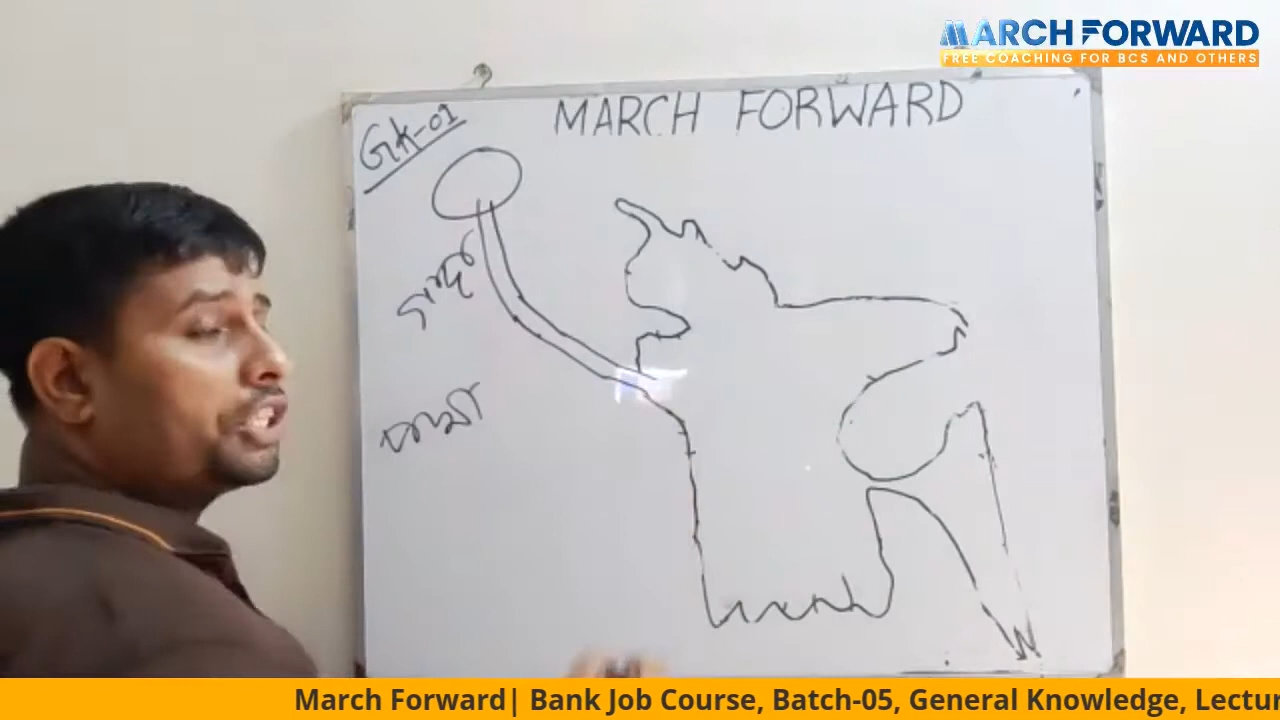 MARCH FORWARD
FREE COACHING FOR BCS AND OTHERS
MARCH FORWARD
GK-01
পদ্মা
March Forward| Bank Job Course, Batch-05, General Knowledge, Lectur